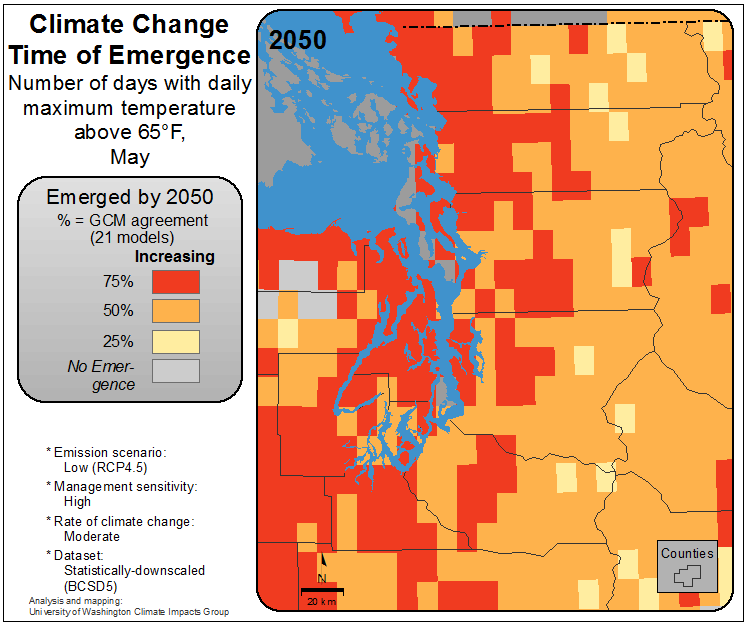 Climate Change
Time of Emergence
Number of days with daily
maximum temperature
above 65°F,
May
Emerged by 2050
% = GCM agreement
(21 models)
Increasing
75%
50%
25%
No Emer-
gence
* Emission scenario:
Low (RCP4.5)
* Management sensitivity:
High
* Rate of climate change:
Moderate
* Dataset:
Statistically-downscaled
(BCSD5)
Analysis and mapping:
University of Washington Climate Impacts Group
2050
N
20 km
Counties